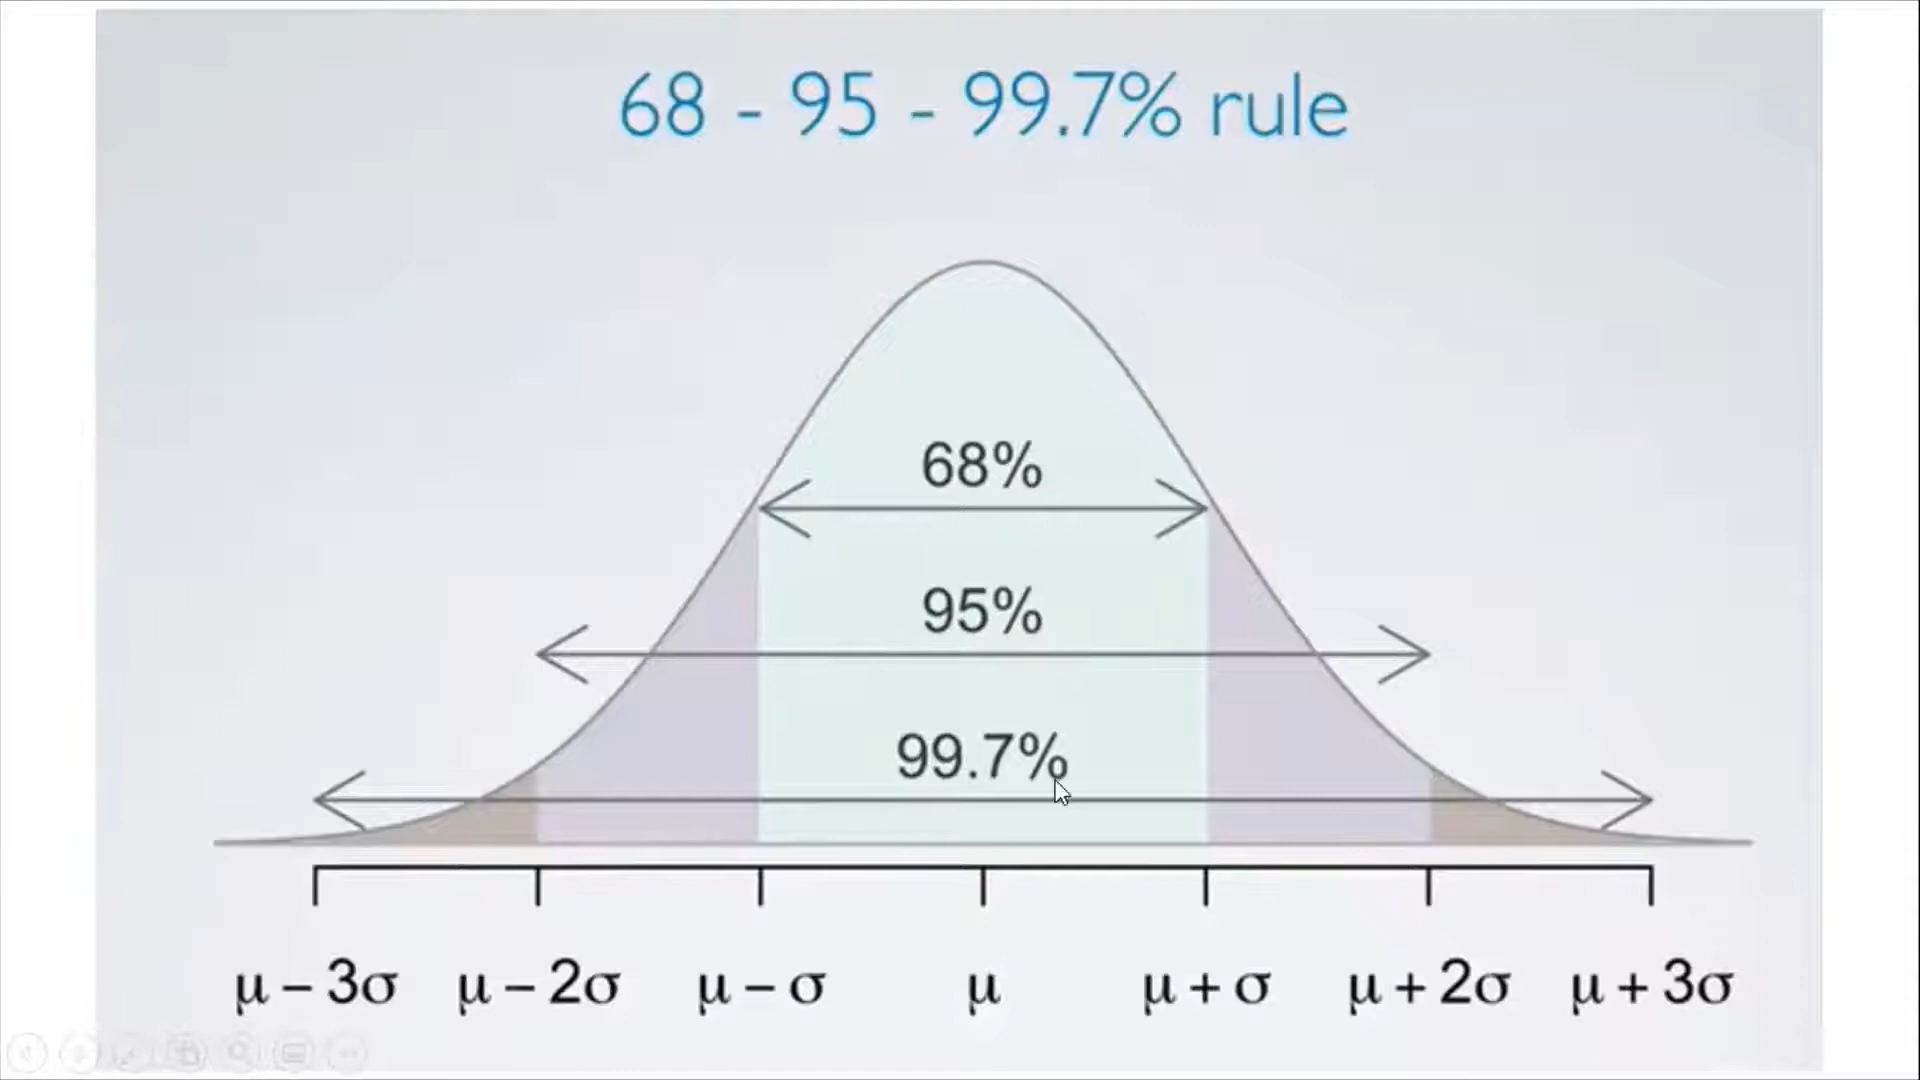 68 - 95 - 99.7% rule
68%
95%
99.7%
μ – 3σ μ – 2σ μ – σ μ μ + σ μ + 2σ μ + 3σ